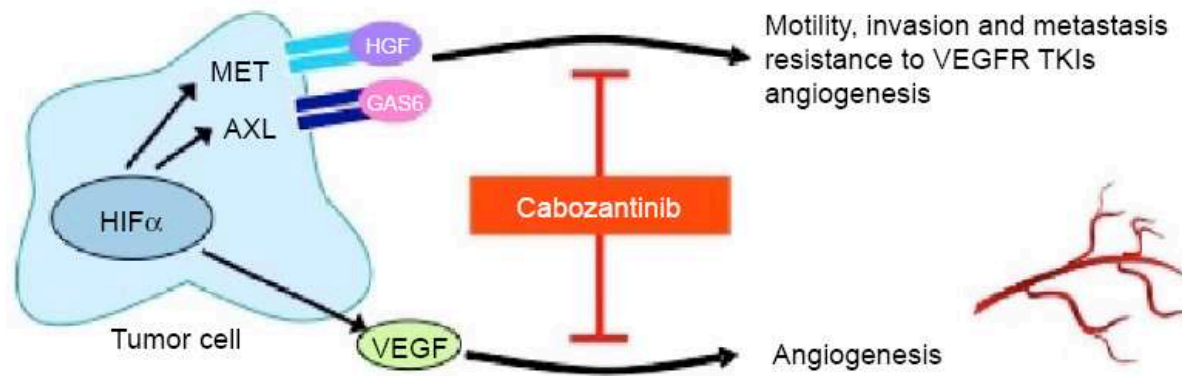 HGF
MET
GAS6
AXL
HIFα
Tumor cell
VEGF
Cabozantinib
Motility, invasion and metastasis
resistance to VEGFR TKIs
angiogenesis
Angiogenesis